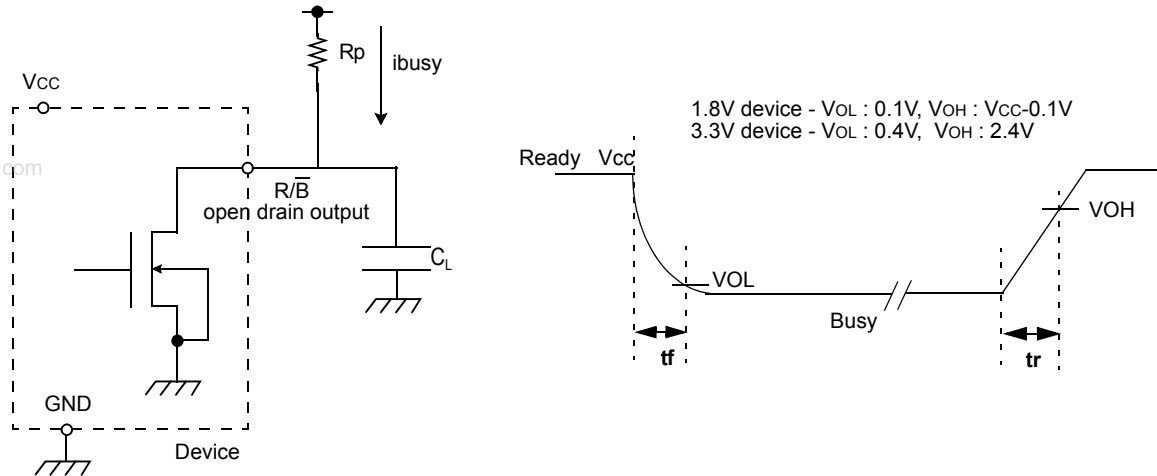 Rp
ibusy
VCC
1.8V device - VOL : 0.1V, VOH : VCC-0.1V
3.3V device - VOL : 0.4V, VOH : 2.4V
com
Ready Vcc
R/B̅
open drain output
VOH
CL
VOL
Busy
tf
tr
GND
Device